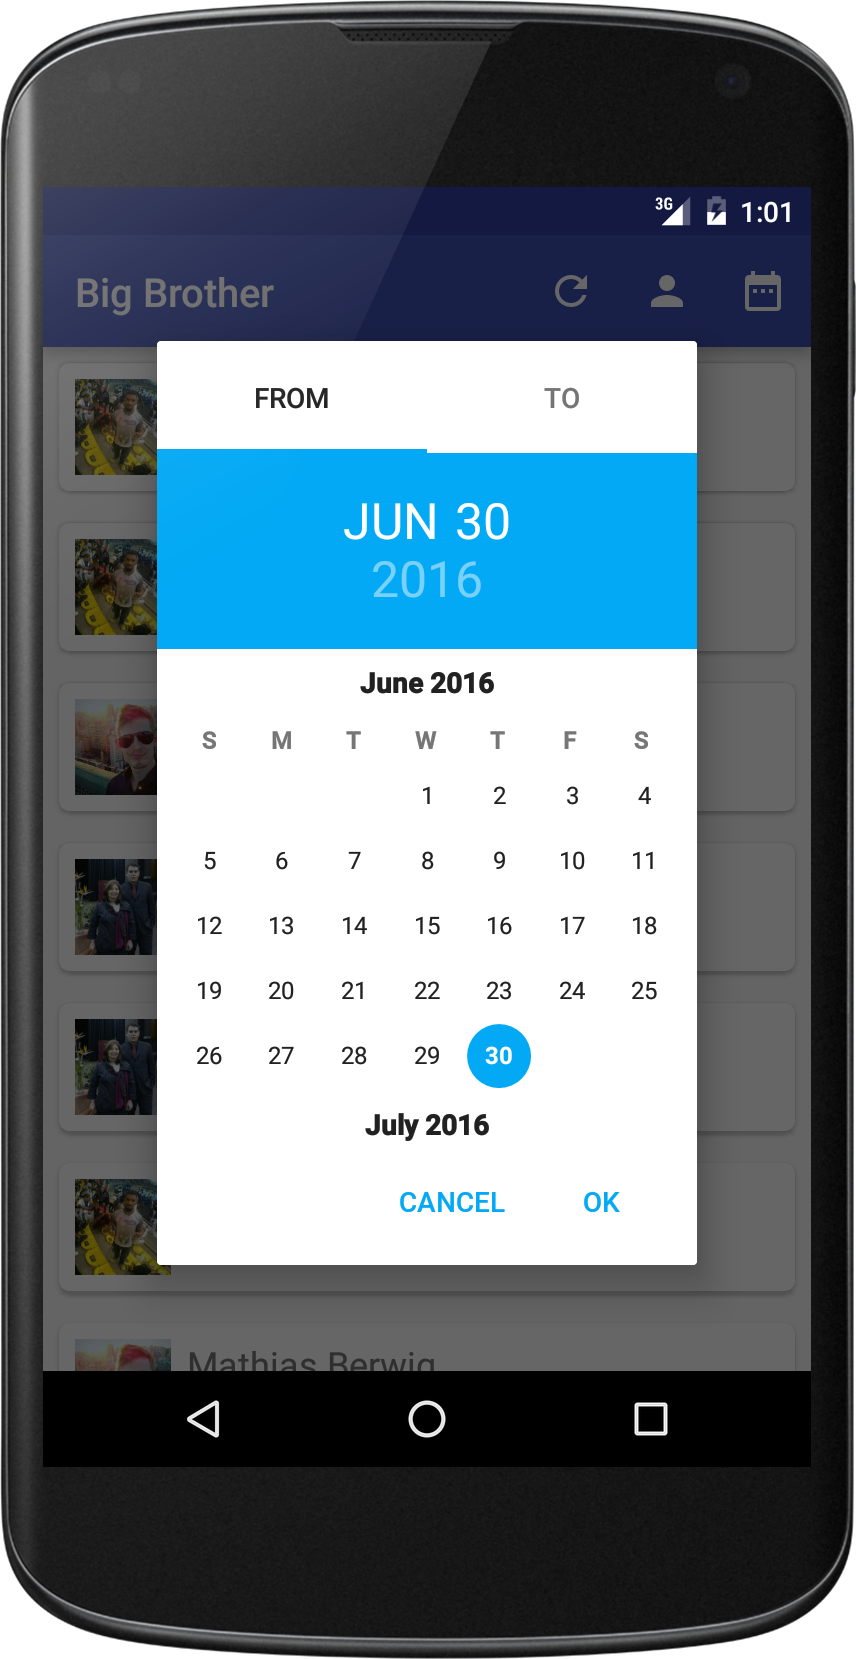 3G 1:01
Big Brother
FROM TO
JUN 30
2016
June 2016
S M T W T F S
1 2 3 4
5 6 7 8 9 10 11
12 13 14 15 16 17 18
19 20 21 22 23 24 25
26 27 28 29 30
July 2016
CANCEL OK
Mathias Berwig